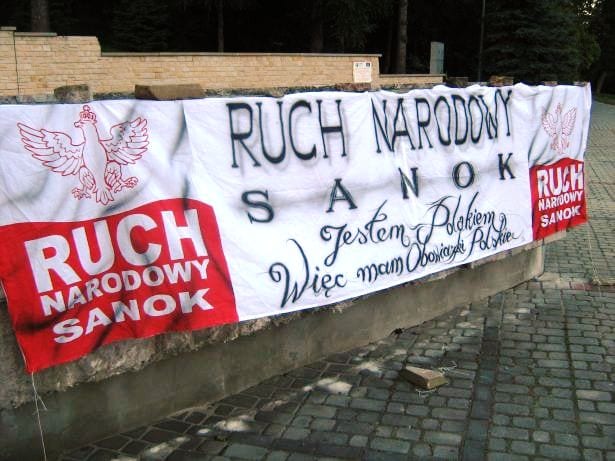 RUCH
NARODOWY
SANOK
RUCH NARODOWY
SANOK
Jestem Polakiem
Więc mam Obowiązki Polskie
RUCH
NARODOWY
SANOK